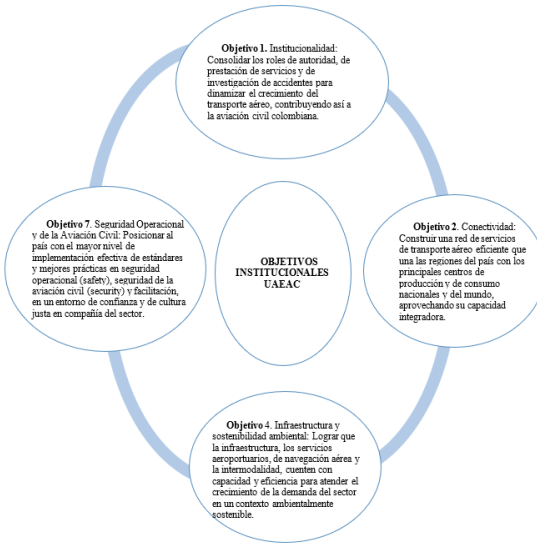 Objetivo 1. Institucionalidad:
Consolidar los roles de autoridad, de
prestación de servicios y de
investigación de accidentes para
dinamizar el crecimiento del
transporte aéreo, contribuyendo así a
la aviación civil colombiana.
Objetivo 2. Conectividad:
Construir una red de servicios
de transporte aéreo eficiente que
una las regiones del país con los
principales centros de
producción y de consumo
nacionales y del mundo,
aprovechando su capacidad
integradora.
Objetivo 4. Infraestructura y
sostenibilidad ambiental: Lograr que
la infraestructura, los servicios
aeroportuarios, de navegación aérea y
la intermodalidad, cuenten con
capacidad y eficiencia para atender el
crecimiento de la demanda del sector
en un contexto ambientalmente
sostenible.
Objetivo 7. Seguridad Operacional
y de la Aviación Civil: Posicionar al
país con el mayor nivel de
implementación efectiva de estándares
y mejores prácticas en seguridad
operacional (safety), seguridad de la
aviación civil (security) y facilitación,
en un entorno de confianza y de cultura
justa en compañía del sector.
OBJETIVOS
INSTITUCIONALES
UAEAC